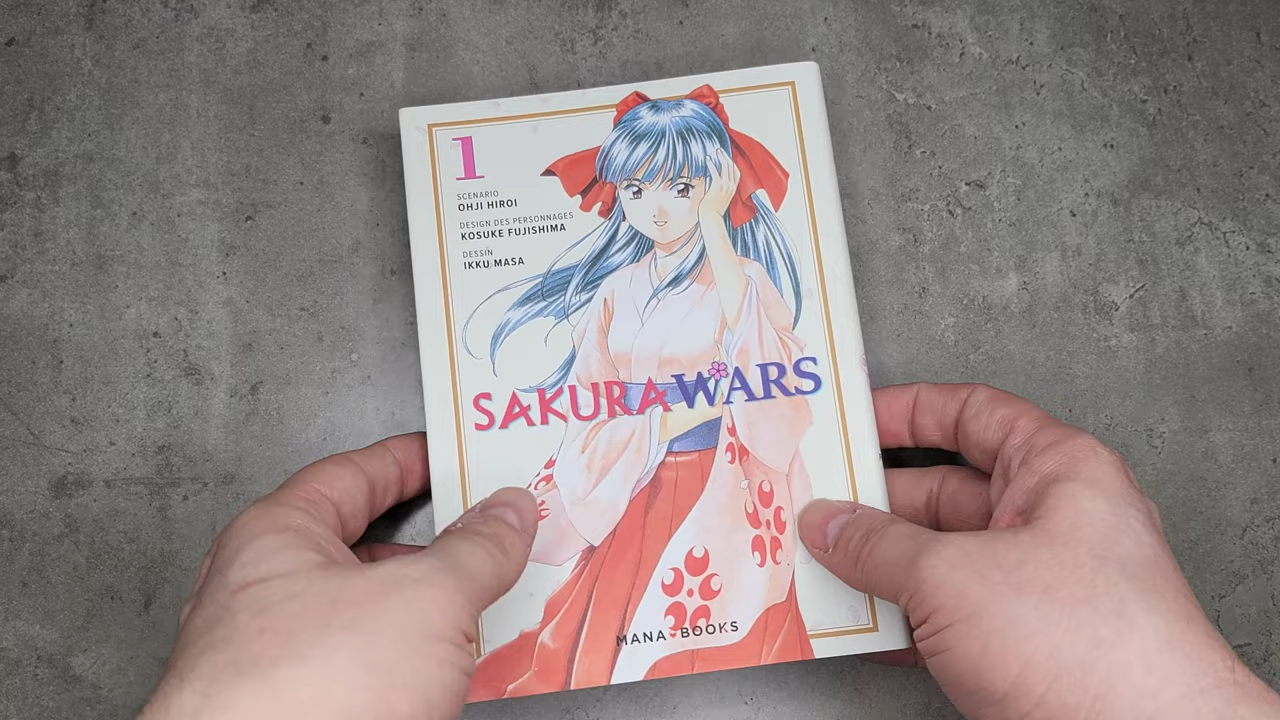 1
SCENARIO
OHJI HIROI
DESIGN DES PERSONNAGES
KOSUKE FUJISHIMA
DESSIN
IKKU MASA
SAKURA WARS
MANA BOOKS